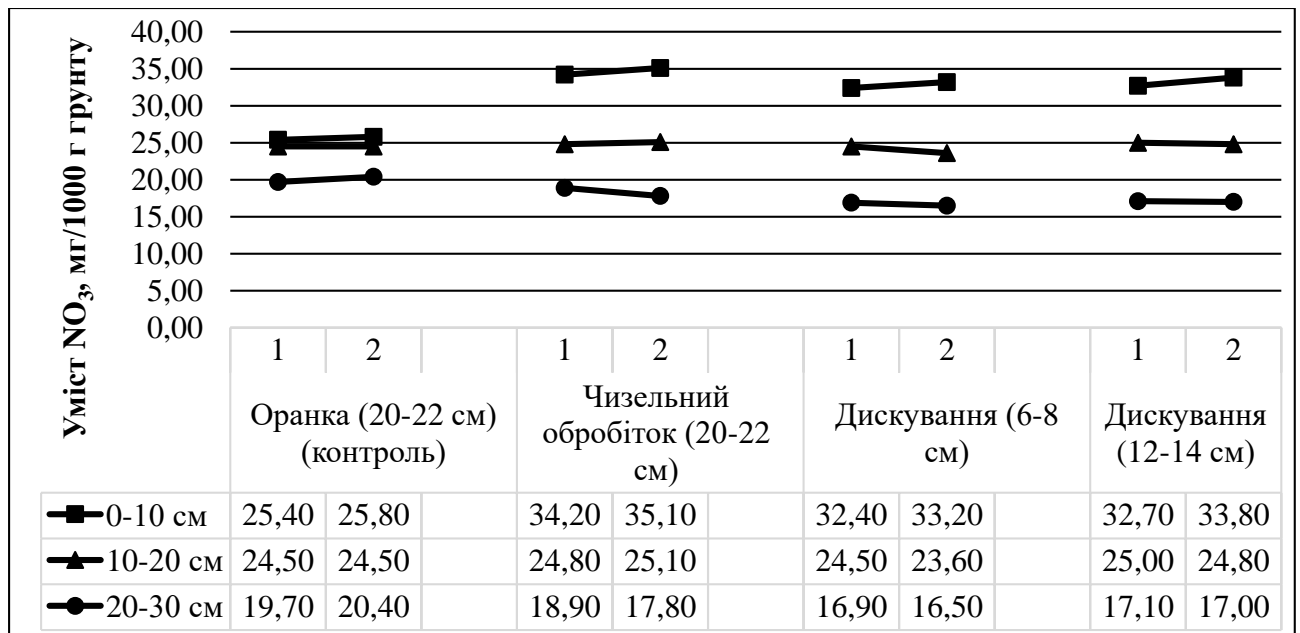 Уміст NO3, мг/1000 г грунту
40,00
35,00
30,00
25,00
20,00
15,00
10,00
5,00
0,00
1 2 1 2 1 2 1 2
Оранка (20-22 см)
(контроль)
Чизельний
обробіток (20-22
см)
Дискування (6-8
см)
Дискування
(12-14 см)
0-10 см 25,40 25,80 34,20 35,10 32,40 33,20 32,70 33,80
10-20 см 24,50 24,50 24,80 25,10 24,50 23,60 25,00 24,80
20-30 см 19,70 20,40 18,90 17,80 16,90 16,50 17,10 17,00